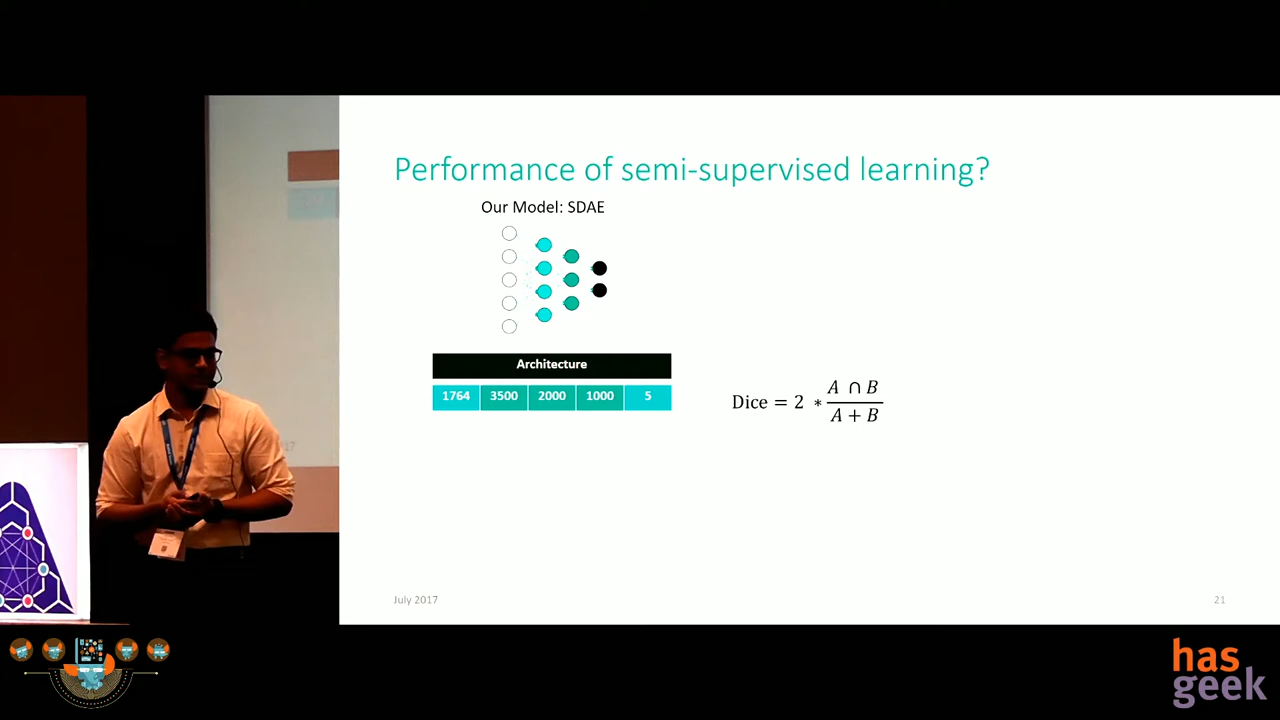 Performance of semi-supervised learning?
Our Model: SDAE
Architecture
1764 3500 2000 1000 5
Dice = 2 * A ∩ B / A + B
July 2017
21
has
geek